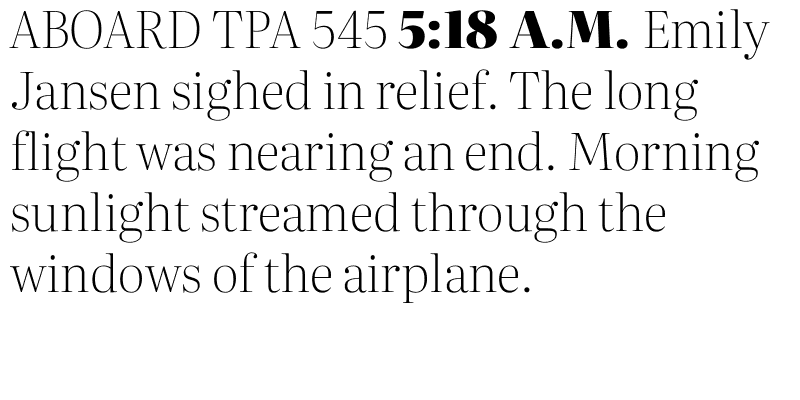 ABOARD TPA 545 5:18 A.M. Emily
Jansen sighed in relief. The long
flight was nearing an end. Morning
sunlight streamed through the
windows of the airplane.